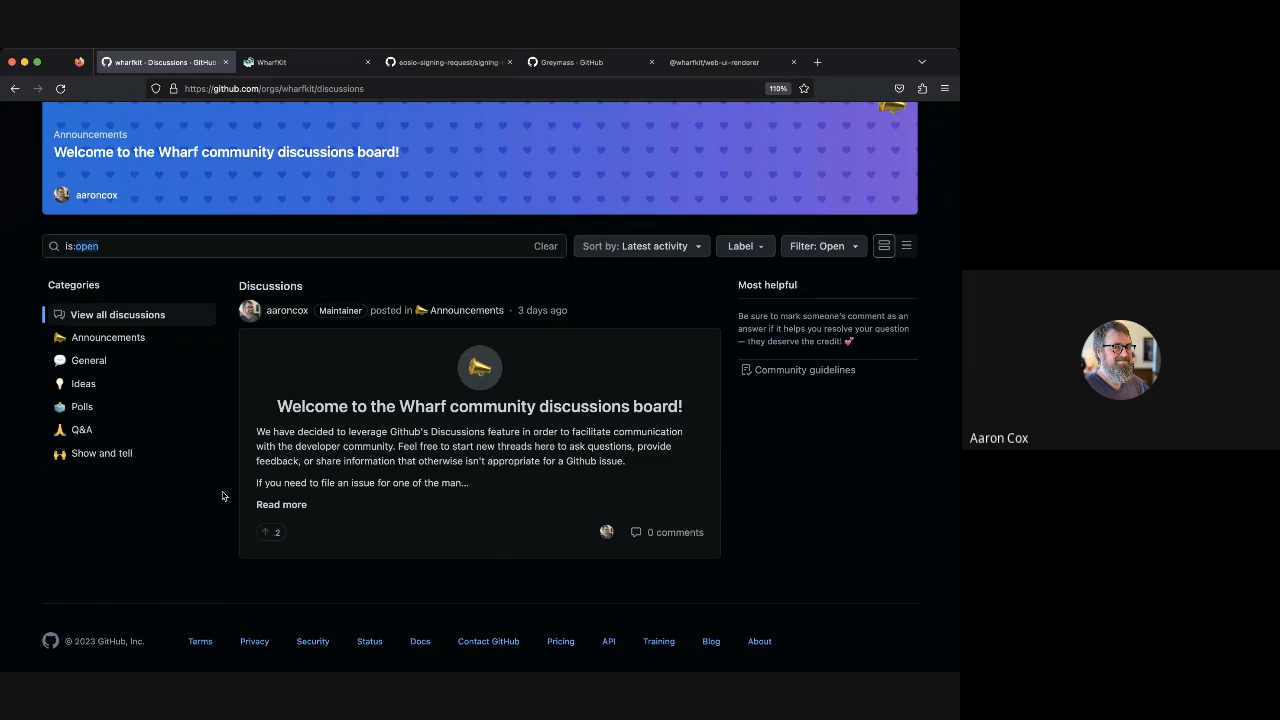 wharfkit · Discussions · GitHub
WharfKit
eosio-signing-request/signing-r
Greymass · GitHub
@wharfkit/web-ui-renderer
https://github.com/orgs/wharfkit/discussions
110%
Announcements
Welcome to the Wharf community discussions board!
aaroncox
is:open
Clear
Sort by: Latest activity
Label
Filter: Open
Categories
View all discussions
Announcements
General
Ideas
Polls
Q&A
Show and tell
Discussions
aaroncox Maintainer posted in Announcements · 3 days ago
Welcome to the Wharf community discussions board!
We have decided to leverage Github's Discussions feature in order to facilitate communication
with the developer community. Feel free to start new threads here to ask questions, provide
feedback, or share information that otherwise isn't appropriate for a Github issue.
If you need to file an issue for one of the man...
Read more
2
0 comments
Most helpful
Be sure to mark someone's comment as an
answer if it helps you resolve your question
— they deserve the credit! 💕
Community guidelines
Aaron Cox
© 2023 GitHub, Inc.
Terms
Privacy
Security
Status
Docs
Contact GitHub
Pricing
API
Training
Blog
About